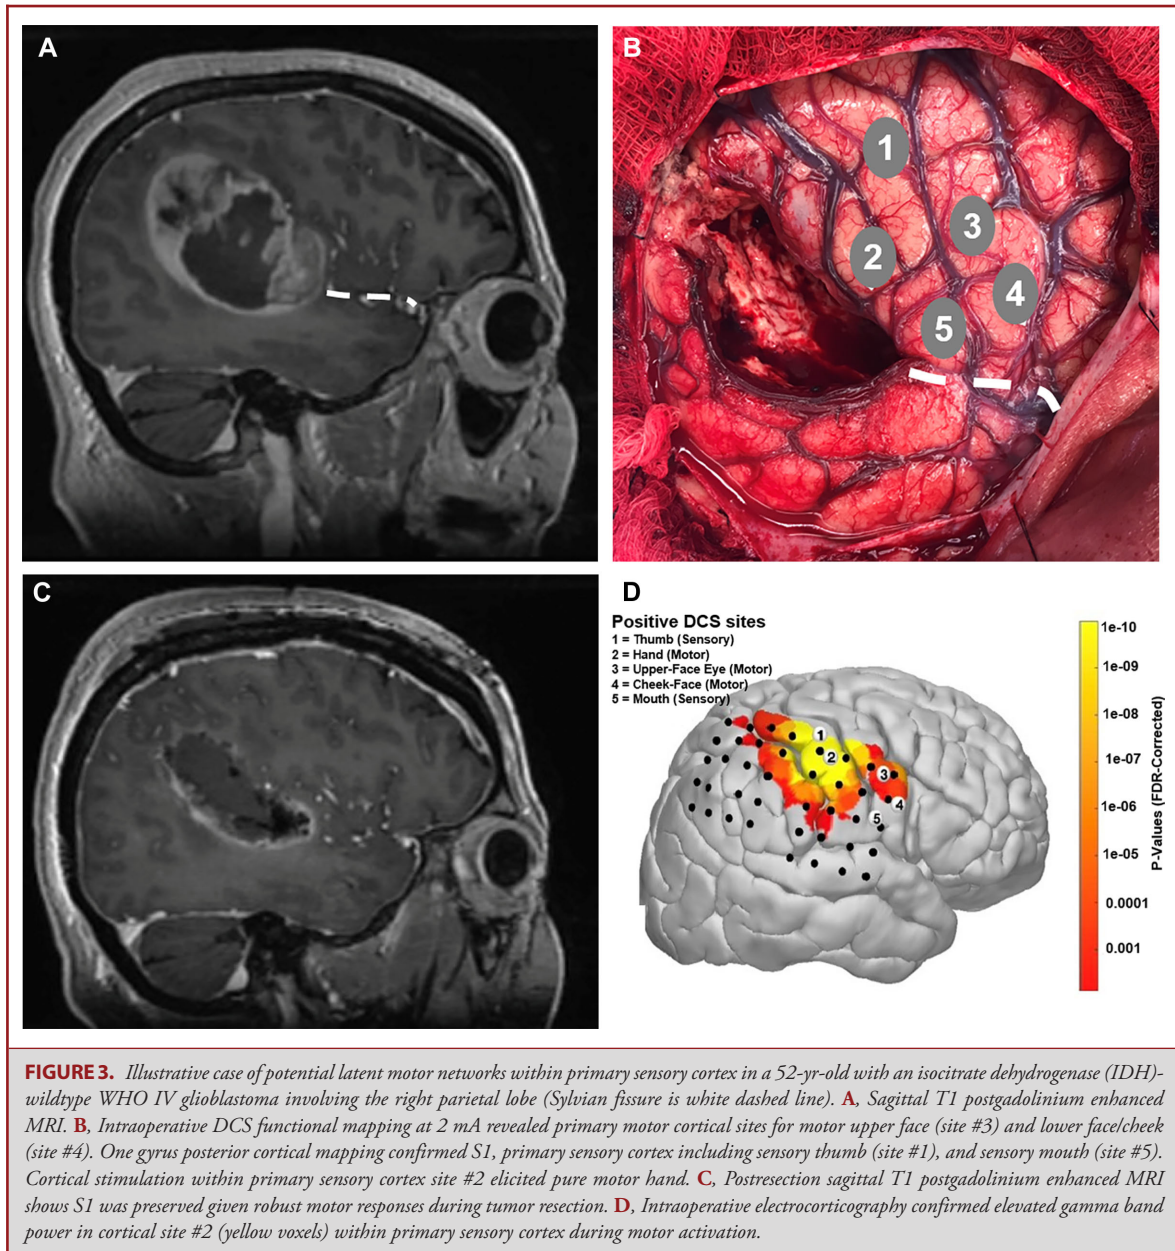 A
B
1
2
3
4
5
C
D
Positive DCS sites
1 = Thumb (Sensory)
2 = Hand (Motor)
3 = Upper-Face Eye (Motor)
4 = Cheek-Face (Motor)
5 = Mouth (Sensory)
1
2
3
4
5
1e-10
1e-09
1e-08
1e-07
1e-06
1e-05
0.0001
0.001
P-Values (FDR-Corrected)
FIGURE 3. Illustrative case of potential latent motor networks within primary sensory cortex in a 52-yr-old with an isocitrate dehydrogenase (IDH)-
wildtype WHO IV glioblastoma involving the right parietal lobe (Sylvian fissure is white dashed line). A, Sagittal T1 postgadolinium enhanced
MRI. B, Intraoperative DCS functional mapping at 2 mA revealed primary motor cortical sites for motor upper face (site #3) and lower face/cheek
(site #4). One gyrus posterior cortical mapping confirmed S1, primary sensory cortex including sensory thumb (site #1), and sensory mouth (site #5).
Cortical stimulation within primary sensory cortex site #2 elicited pure motor hand. C, Postresection sagittal T1 postgadolinium enhanced MRI
shows S1 was preserved given robust motor responses during tumor resection. D, Intraoperative electrocorticography confirmed elevated gamma band
power in cortical site #2 (yellow voxels) within primary sensory cortex during motor activation.